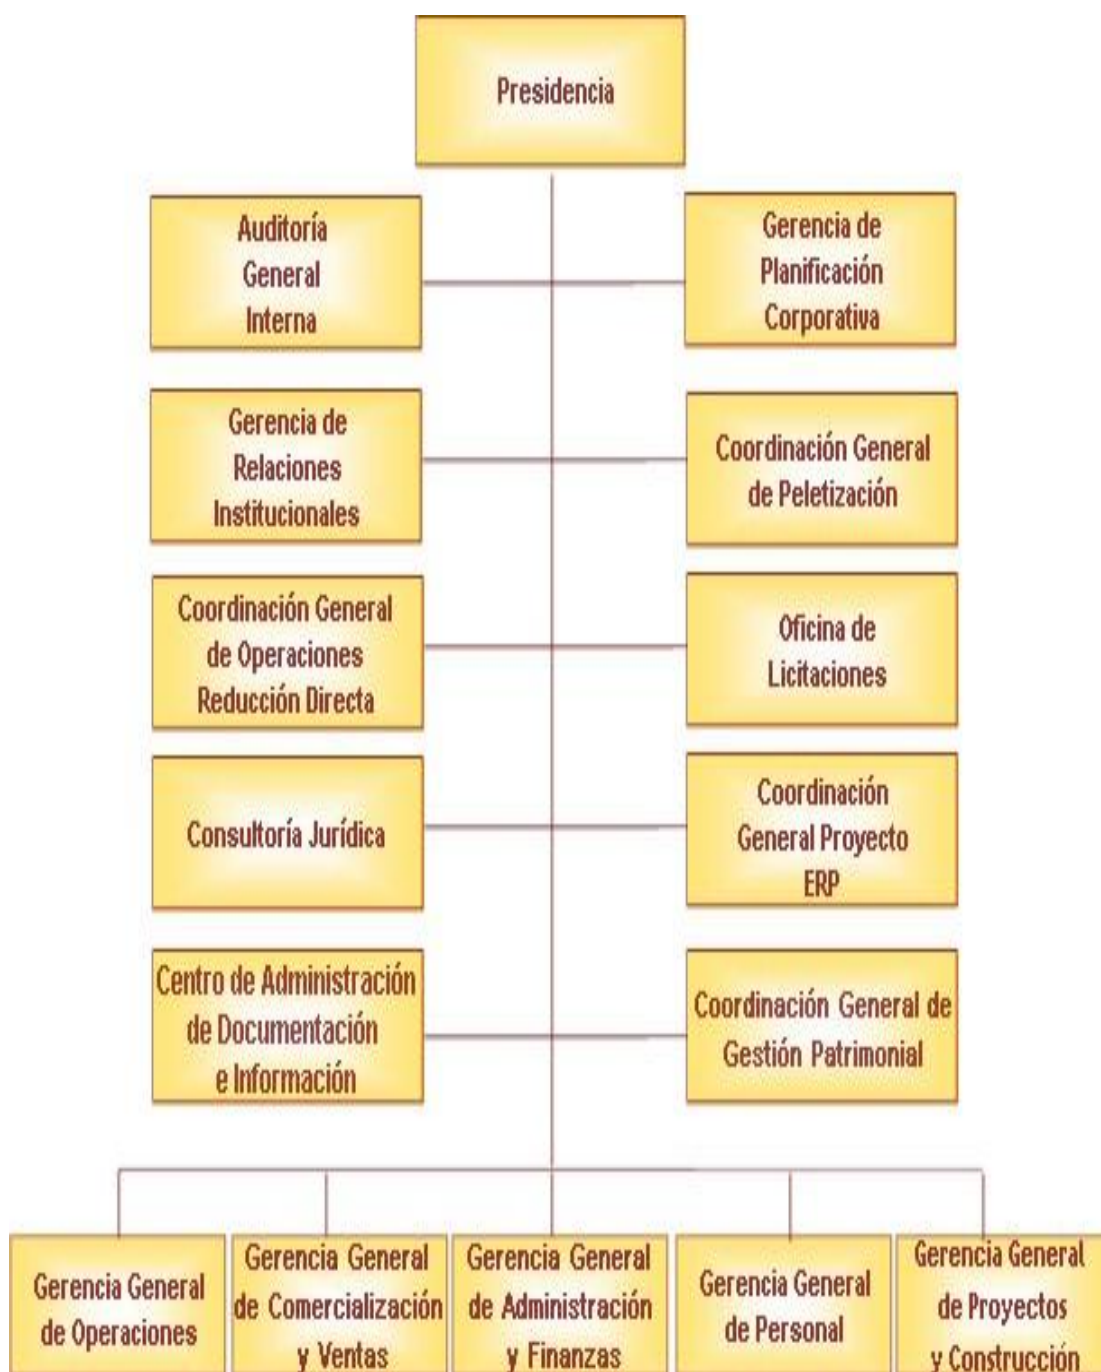 Presidencia
Auditoría
General
Interna
Gerencia de
Planificación
Corporativa
Gerencia de
Relaciones
Institucionales
Coordinación General
de Peletización
Coordinación General
de Operaciones
Reducción Directa
Oficina de
Licitaciones
Consultoría Jurídica
Coordinación
General Proyecto
ERP
Centro de Administración
de Documentación
e Información
Coordinación General de
Gestión Patrimonial
Gerencia General
de Operaciones
Gerencia General
de Comercialización
y Ventas
Gerencia General
de Administración
y Finanzas
Gerencia General
de Personal
Gerencia General
de Proyectos
y Construcción